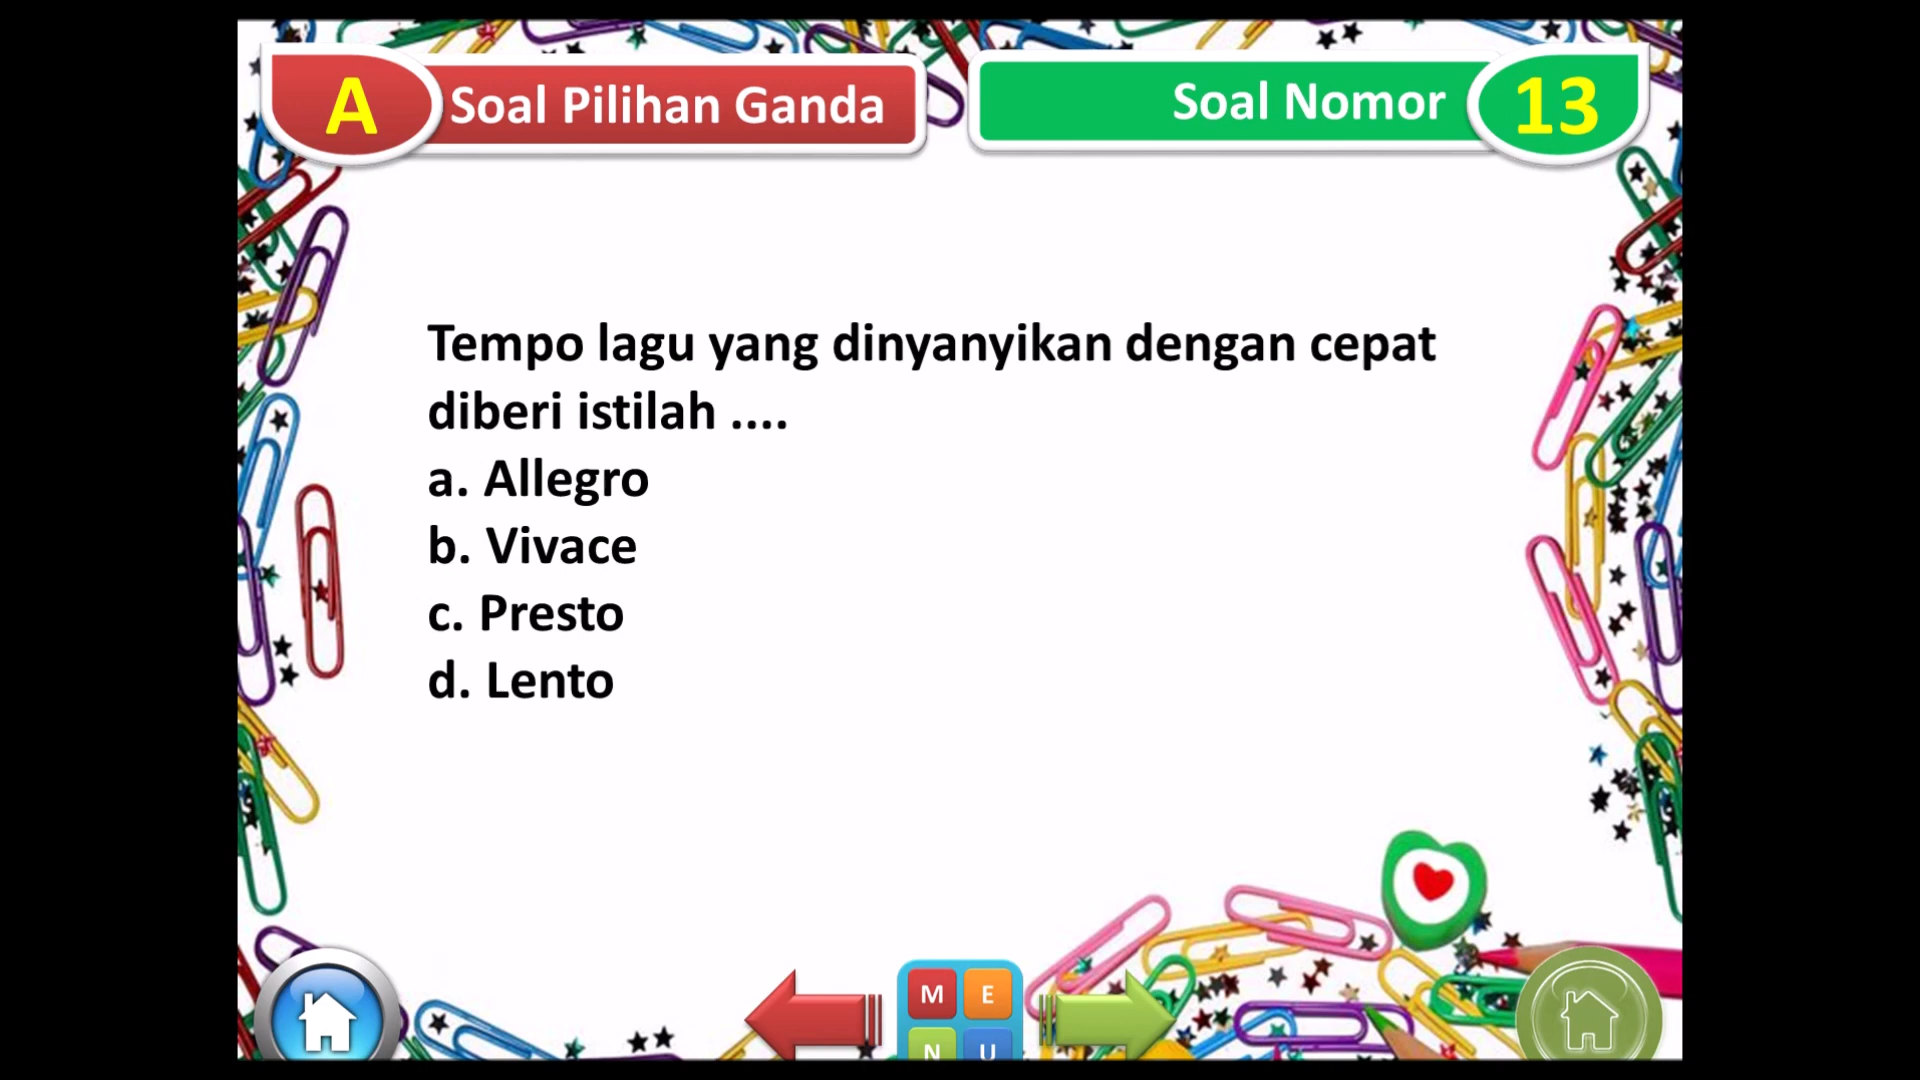 A Soal Pilihan Ganda
Soal Nomor 13
Tempo lagu yang dinyanyikan dengan cepat
diberi istilah ....
a. Allegro
b. Vivace
c. Presto
d. Lento
M E
N U